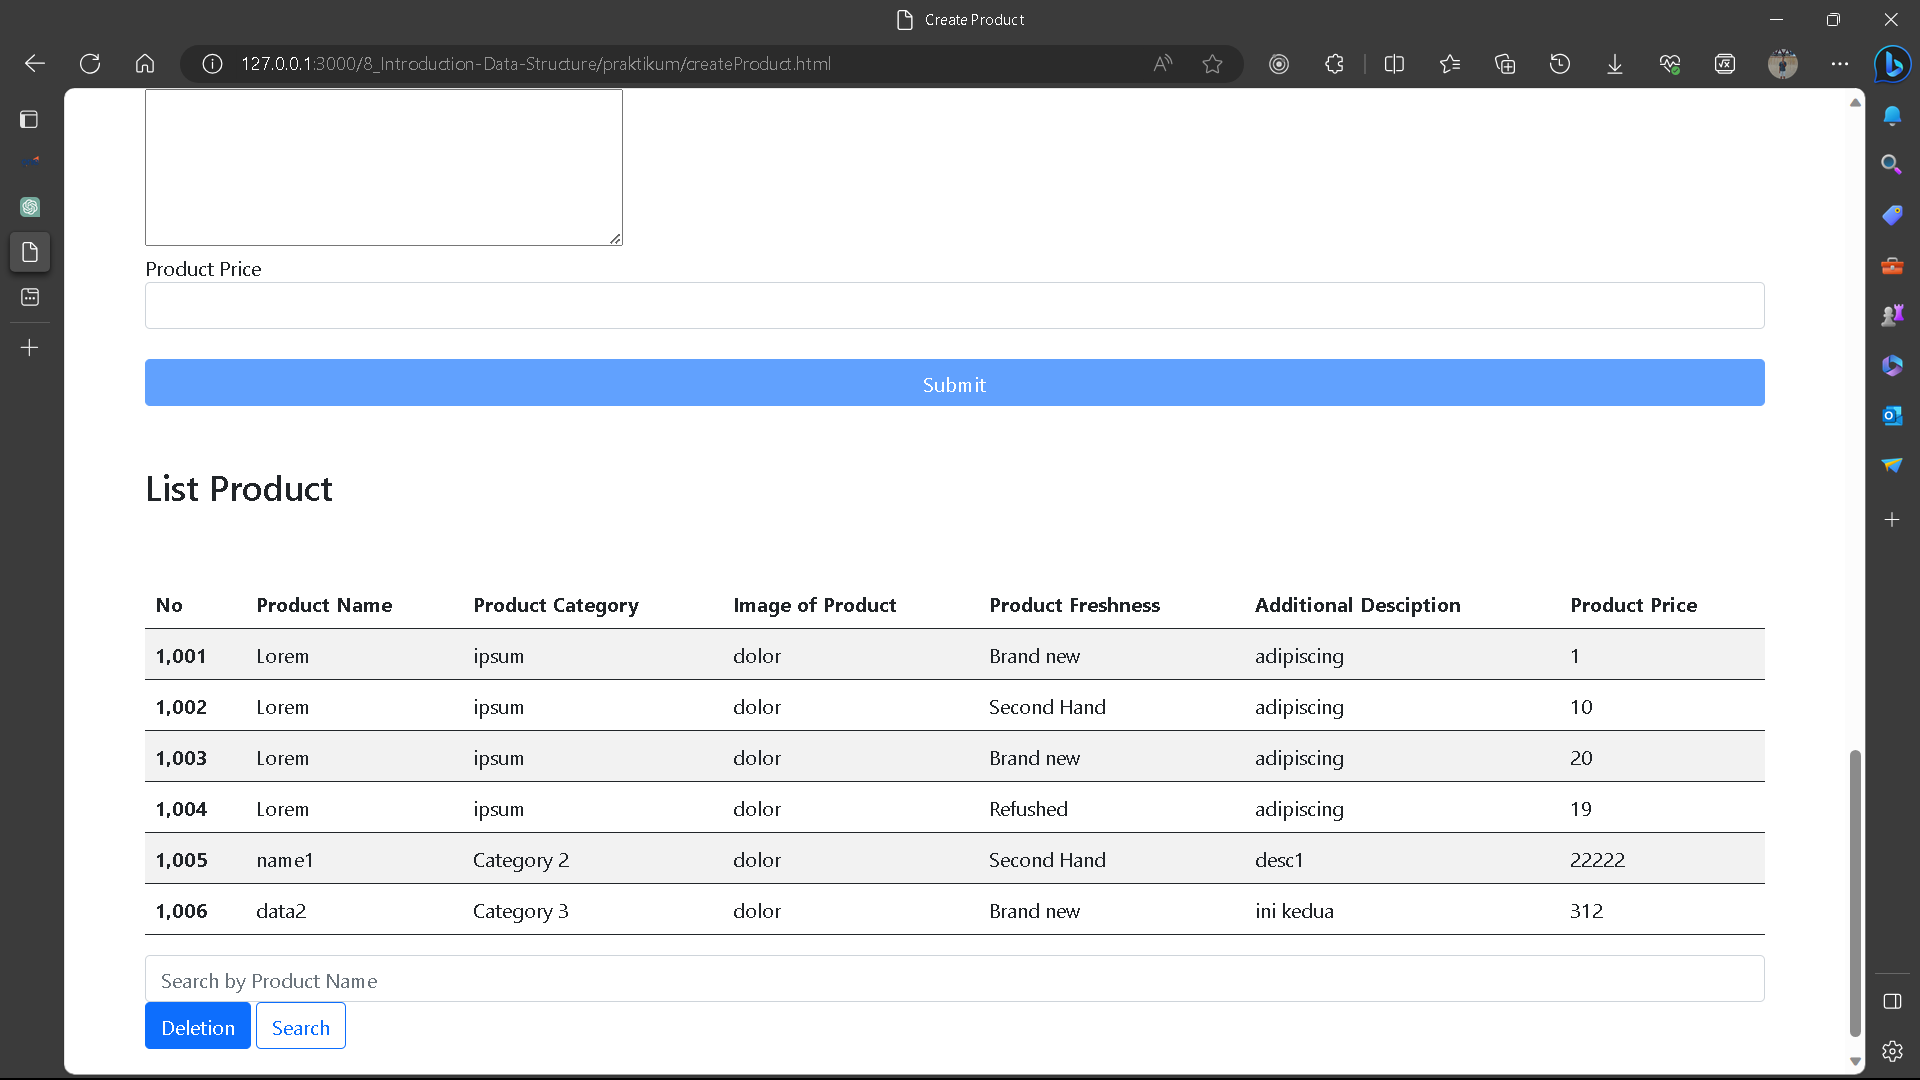 Create Product
127.0.0.1:3000/8_Introduction-Data-Structure/praktikum/createProduct.html
Product Price
Submit
List Product
No Product Name Product Category Image of Product Product Freshness Additional Desciption Product Price
1,001 Lorem ipsum dolor Brand new adipiscing 1
1,002 Lorem ipsum dolor Second Hand adipiscing 10
1,003 Lorem ipsum dolor Brand new adipiscing 20
1,004 Lorem ipsum dolor Refushed adipiscing 19
1,005 name1 Category 2 dolor Second Hand desc1 22222
1,006 data2 Category 3 dolor Brand new ini kedua 312
Search by Product Name
Deletion Search